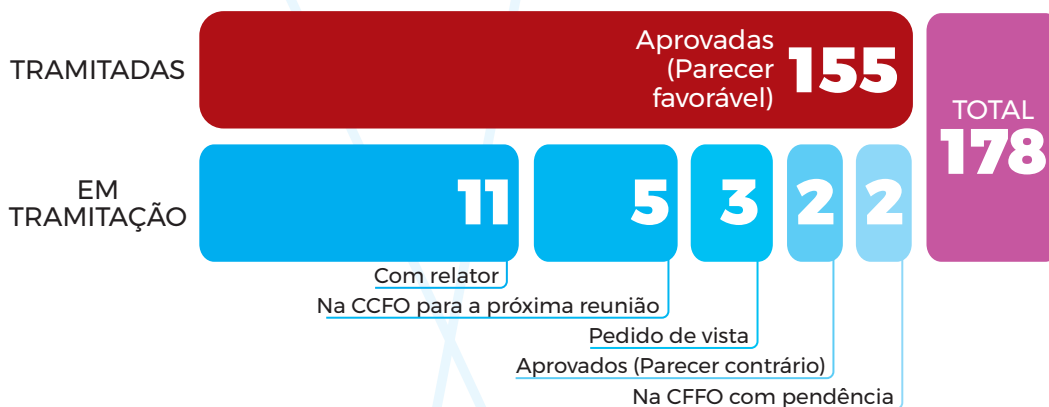 TRAMITADAS
Aprovadas
(Parecer
favorável)
155
TOTAL
178
EM
TRAMITAÇÃO
11
5
3
2
2
Com relator
Na CCFO para a próxima reunião
Pedido de vista
Aprovados (Parecer contrário)
Na CFFO com pendência